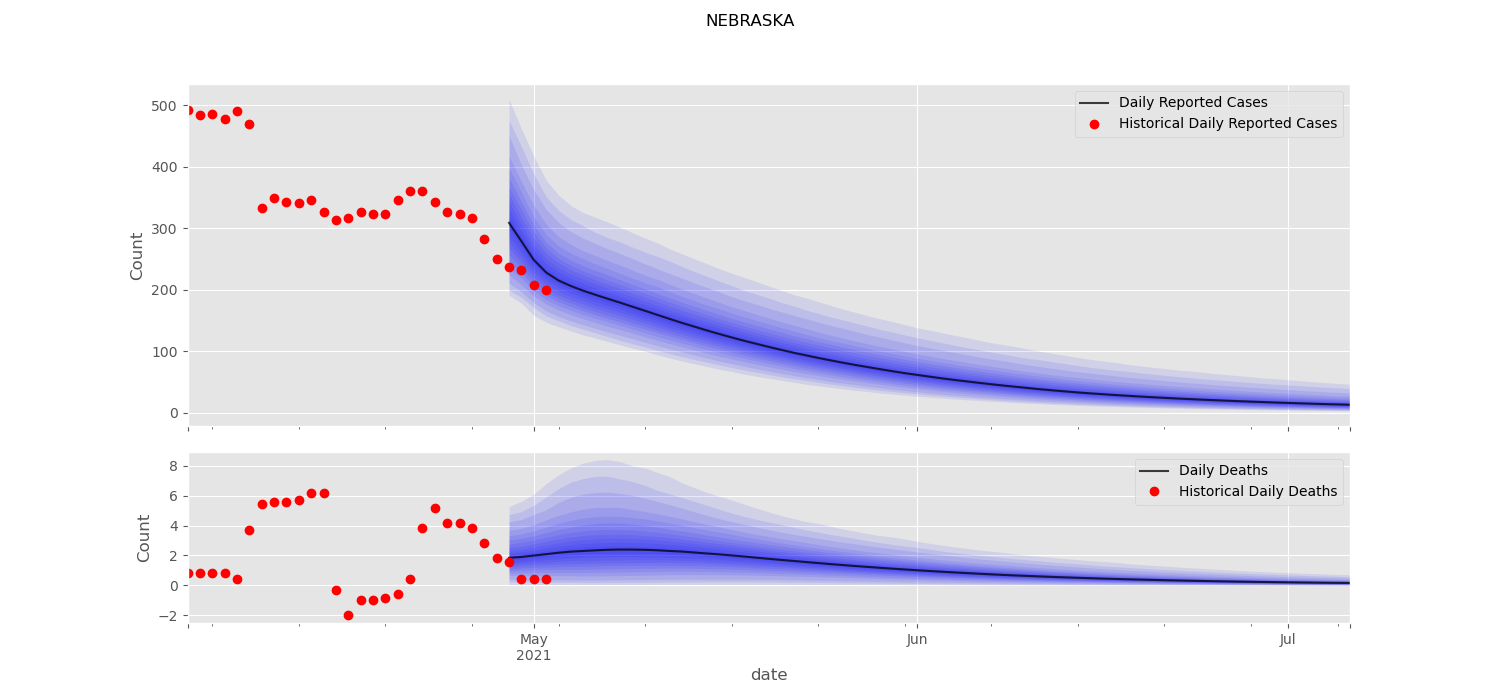 NEBRASKA
500
400
300
200
100
0
Count
Daily Reported Cases
Historical Daily Reported Cases
8
6
4
2
0
−2
Count
Daily Deaths
Historical Daily Deaths
May
2021
Jun
Jul
date